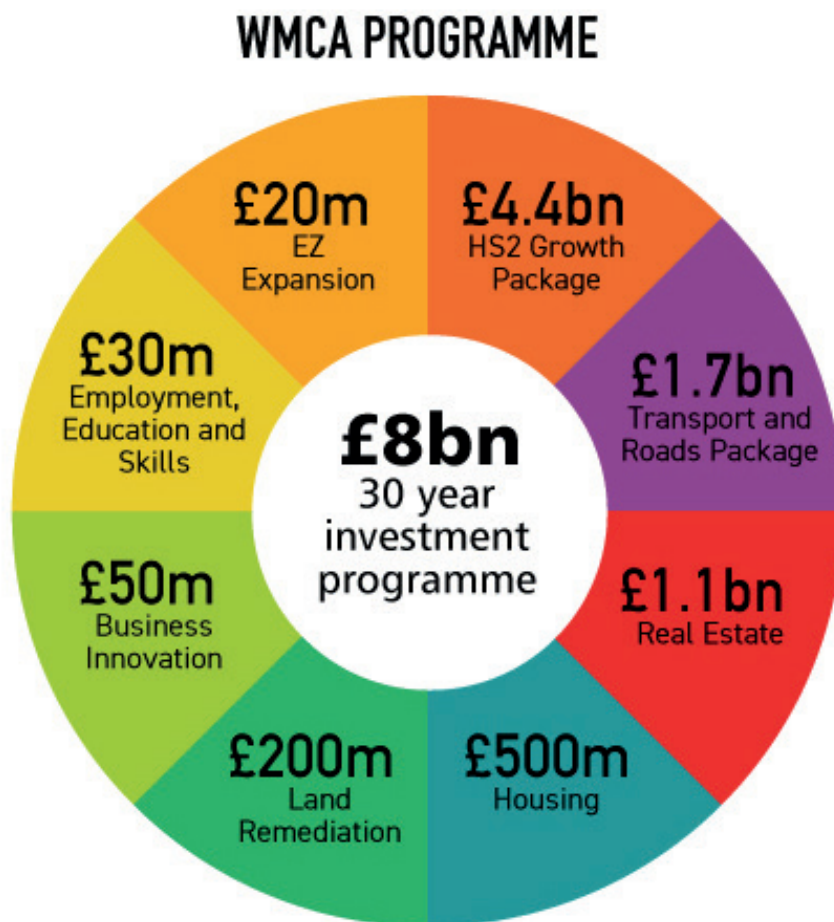 WMCA PROGRAMME
£20m
EZ
Expansion
£4.4bn
HS2 Growth
Package
£30m
Employment,
Education and
Skills
£1.7bn
Transport and
Roads Package
£8bn
30 year
investment
programme
£50m
Business
Innovation
£1.1bn
Real Estate
£200m
Land
Remediation
£500m
Housing